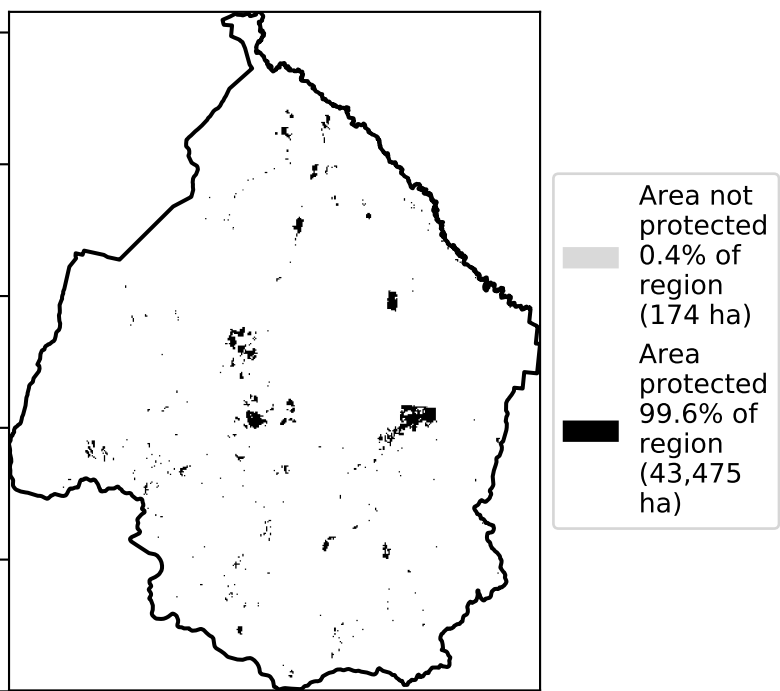 Area not
protected
0.4% of
region
(174 ha)
Area
protected
99.6% of
region
(43,475
ha)